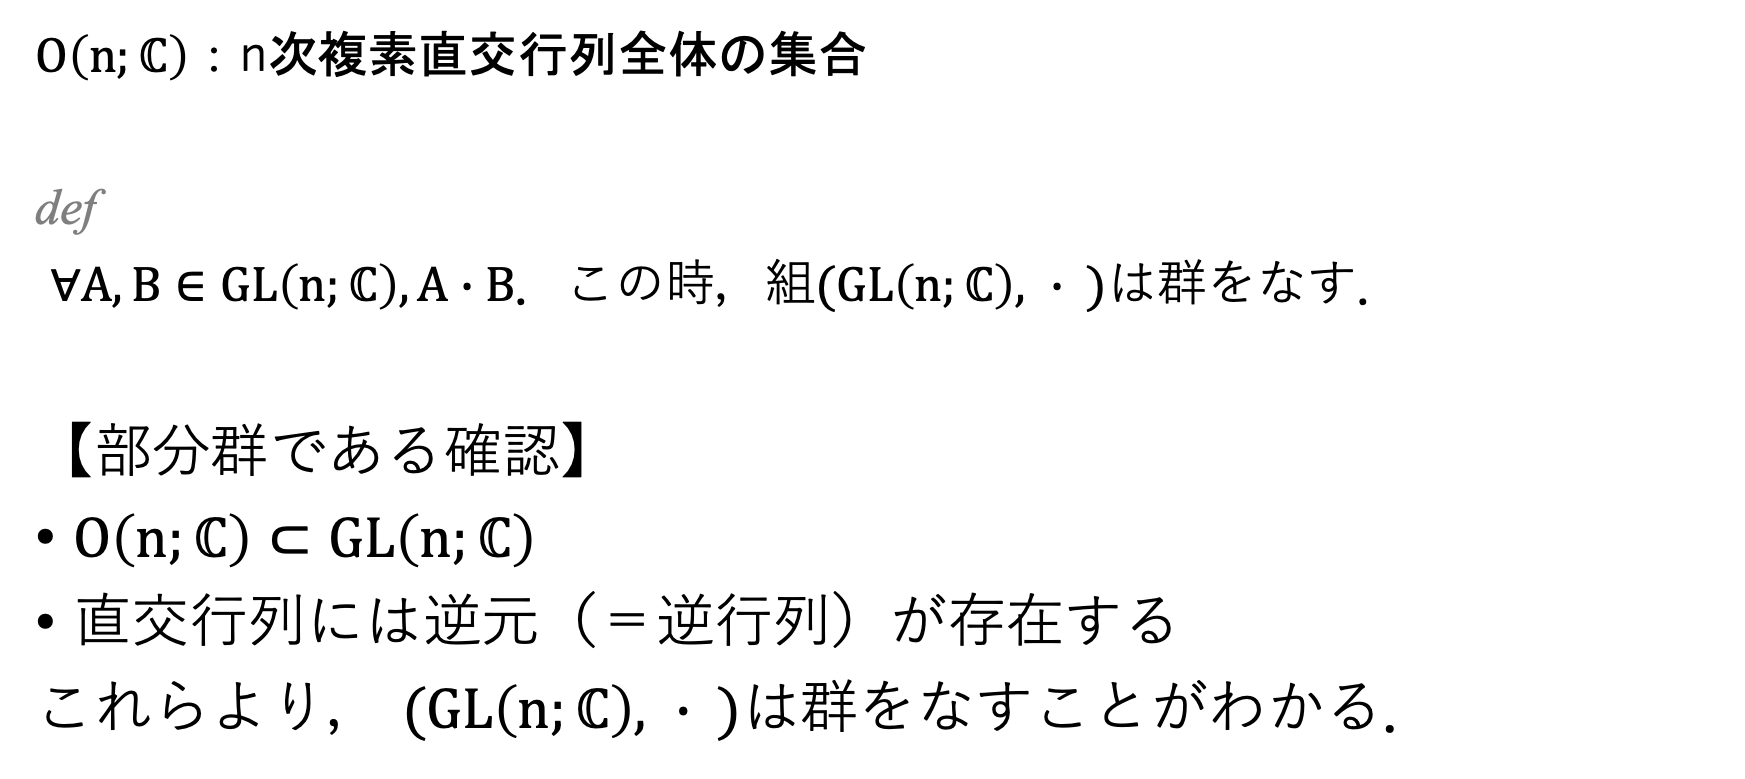 O(n; ℂ) : n次複素直交行列全体の集合
def
∀A, B ∈ GL(n; ℂ), A · B. この時, 組(GL(n; ℂ), · )は群をなす.
【部分群である確認】
• O(n; ℂ) ⊂ GL(n; ℂ)
• 直交行列には逆元（＝逆行列）が存在する
これらより, (GL(n; ℂ), · )は群をなすことがわかる.